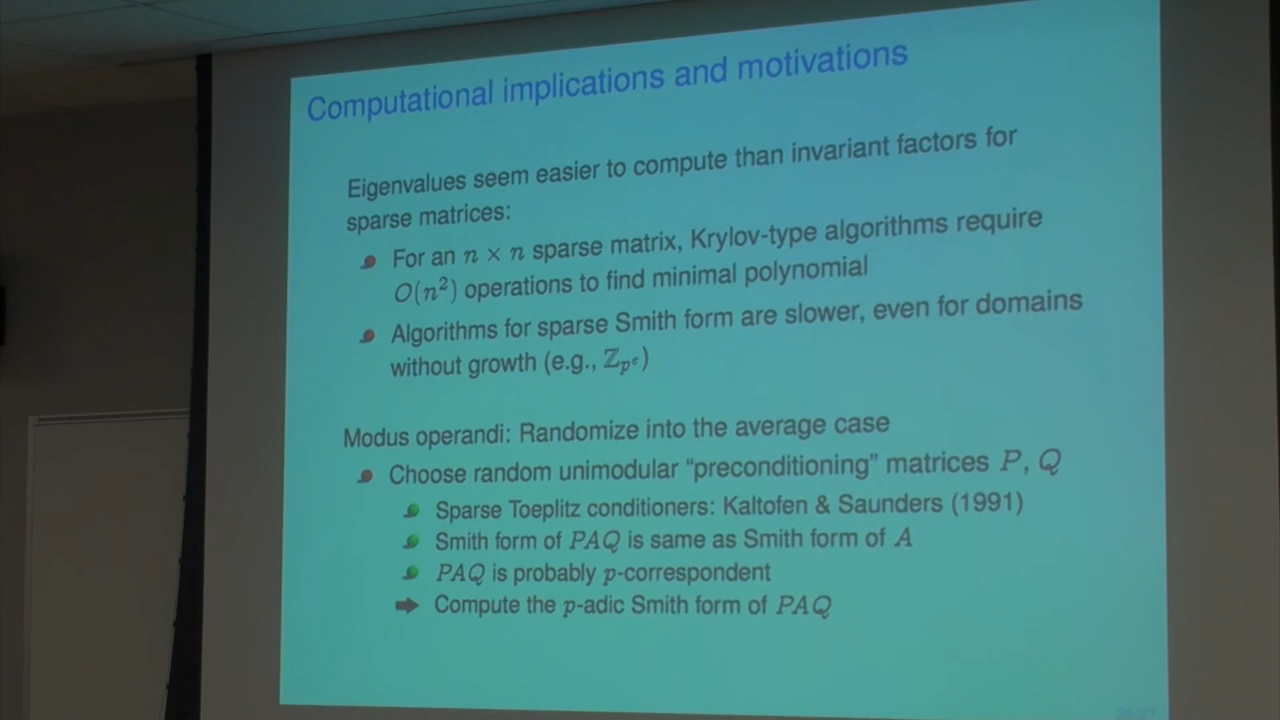 Computational implications and motivations
Eigenvalues seem easier to compute than invariant factors for
sparse matrices:
For an n × n sparse matrix, Krylov-type algorithms require
O(n²) operations to find minimal polynomial
Algorithms for sparse Smith form are slower, even for domains
without growth (e.g., ℤ_{p^e})
Modus operandi: Randomize into the average case
Choose random unimodular “preconditioning” matrices P, Q
Sparse Toeplitz conditioners: Kaltofen & Saunders (1991)
Smith form of PAQ is same as Smith form of A
PAQ is probably p-correspondent
Compute the p-adic Smith form of PAQ